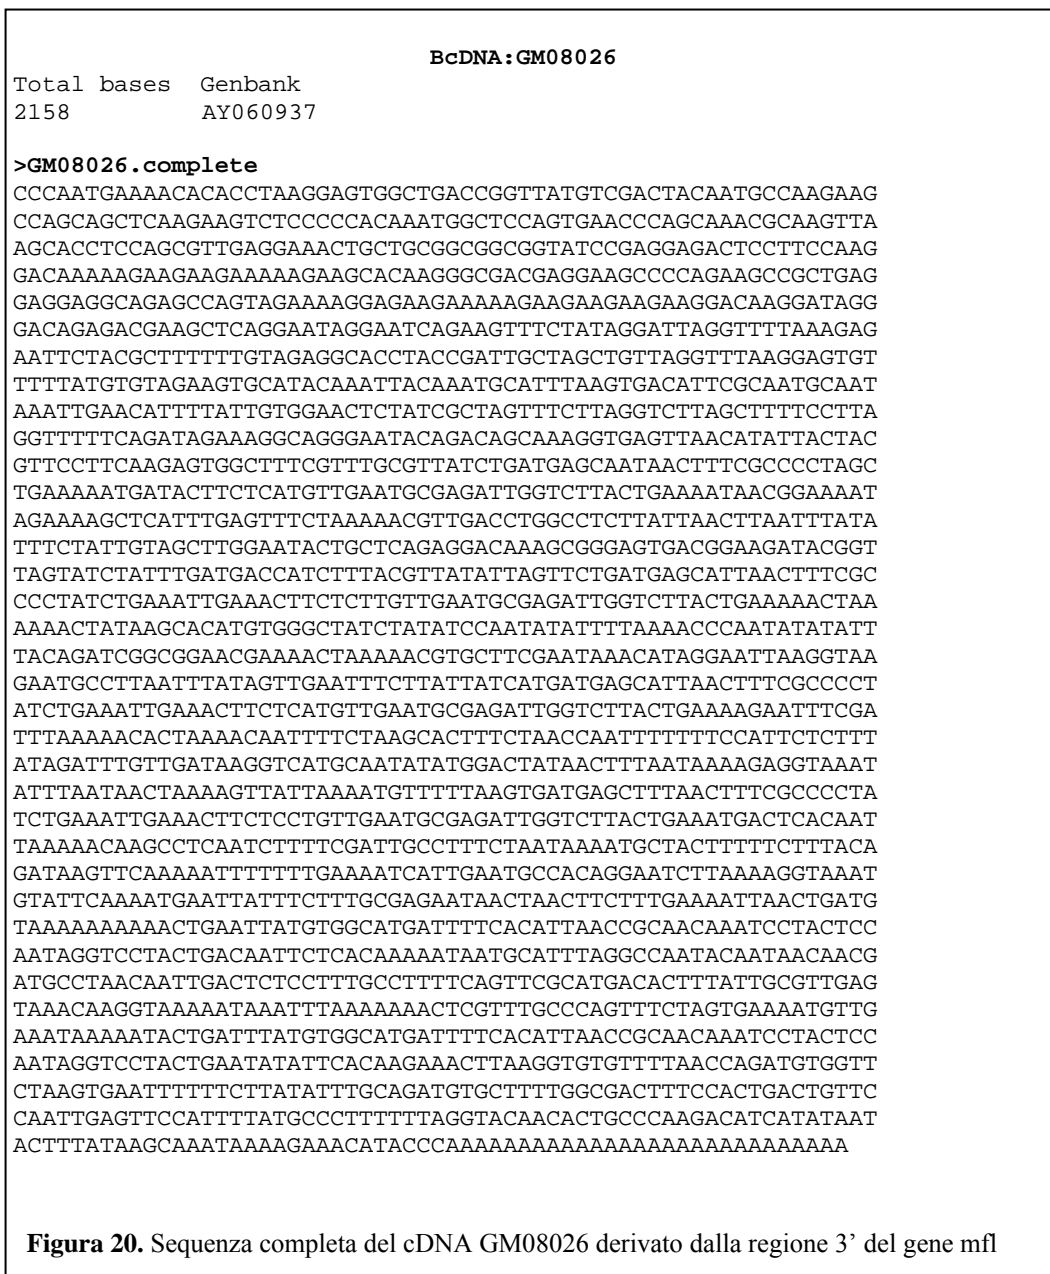 BcDNA:GM08026
Total bases Genbank
2158 AY060937
>GM08026.complete
CCCAATGAAAACACACCTAAGGAGTGGCTGACCGGTTATGTCGACTACAATGCCAAGAAG
CCAGCAGCTCAAGAAGTCTCCCCCACAAATGGCTCCAGTGAACCCAGCAAACGCAAGTTA
AGCACCTCCAGCGTTGAGGAAACTGCTGCGGCGGCGGTATCCGAGGAGACTCCTTCCAAG
GACAAAAAGAAGAAGAAAAAGAAGCACAAGGGCGACGAGGAAGCCCCAGAAGCCGCTGAG
GAGGAGGCAGAGCCAGTAGAAAAGGAGAAGAAAAAGAAGAAGAAGAAGGACAAGGATAGG
GACAGAGACGAAGCTCAGGAATAGGAATCAGAAGTTTCTATAGGATTAGGTTTTAAAGAG
AATTCTACGCTTTTTTGTAGAGGCACCTACCGATTGCTAGCTGTTAGGTTTAAGGAGTGT
TTTTATGTGTAGAAGTGCATACAAATTACAAATGCATTTAAGTGACATTCGCAATGCAAT
AAATTGAACATTTTATTGTGGAACTCTATCGCTAGTTTCTTAGGTCTTAGCTTTTCCTTA
GGTTTTTCAGATAGAAAGGCAGGGAATACAGACAGCAAAGGTGAGTTAACATATTACTAC
GTTCCTTCAAGAGTGGCTTTCGTTTGCGTTATCTGATGAGCAATAACTTTCGCCCCTAGC
TGAAAAATGATACTTCTCATGTTGAATGCGAGATTGGTCTTACTGAAAATAACGGAAAAT
AGAAAAGCTCATTTGAGTTTCTAAAAACGTTGACCTGGCCTCTTATTAACTTAATTTATA
TTTCTATTGTAGCTTGGAATACTGCTCAGAGGACAAAGCGGGAGTGACGGAAGATACGGT
TAGTATCTATTTGATGACCATCTTTACGTTATATTAGTTCTGATGAGCATTAACTTTCGC
CCCTATCTGAAATTGAAACTTCTCTTGTTGAATGCGAGATTGGTCTTACTGAAAAACTAA
AAAACTATAAGCACATGTGGGCTATCTATATCCAATATATTTTAAAACCCAATATATATT
TACAGATCGGCGGAACGAAAACTAAAAACGTGCTTCGAATAAACATAGGAATTAAGGTAA
GAATGCCTTAATTTATAGTTGAATTTCTTATTATCATGATGAGCATTAACTTTCGCCCCT
ATCTGAAATTGAAACTTCTCATGTTGAATGCGAGATTGGTCTTACTGAAAAGAATTTCGA
TTTAAAAACACTAAAACAATTTTCTAAGCACTTTCTAACCAATTTTTTTCCATTCTCTTT
ATAGATTTGTTGATAAGGTCATGCAATATATGGACTATAACTTTAATAAAAGAGGTAAAT
ATTTAATAACTAAAAGTTATTAAAATGTTTTTAAGTGATGAGCTTTAACTTTCGCCCCTA
TCTGAAATTGAAACTTCTCCTGTTGAATGCGAGATTGGTCTTACTGAAATGACTCACAAT
TAAAAACAAGCCTCAATCTTTTCGATTGCCTTTCTAATAAAATGCTACTTTTTCTTTACA
GATAAGTTCAAAAATTTTTTTGAAAATCATTGAATGCCACAGGAATCTTAAAAGGTAAAT
GTATTCAAAATGAATTATTTCTTTGCGAGAATAACTAACTTCTTTGAAAATTAACTGATG
TAAAAAAAAAACTGAATTATGTGGCATGATTTTCACATTAACCGCAACAAATCCTACTCC
AATAGGTCCTACTGACAATTCTCACAAAAATAATGCATTTAGGCCAATACAATAACAACG
ATGCCTAACAATTGACTCTCCTTTGCCTTTTCAGTTCGCATGACACTTTATTGCGTTGAG
TAAACAAGGTAAAAATAAATTTAAAAAAACTCGTTTGCCCAGTTTCTAGTGAAAATGTTG
AAATAAAAATACTGATTTATGTGGCATGATTTTCACATTAACCGCAACAAATCCTACTCC
AATAGGTCCTACTGAATATATTCACAAGAAACTTAAGGTGTGTTTTAACCAGATGTGGTT
CTAAGTGAATTTTTTCTTATATTTGCAGATGTGCTTTTGGCGACTTTCCACTGACTGTTC
CAATTGAGTTCCATTTTATGCCCTTTTTTAGGTACAACACTGCCCAAGACATCATATAAT
ACTTTATAAGCAAATAAAAGAAACATACCCAAAAAAAAAAAAAAAAAAAAAAAAAAAA
Figura 20. Sequenza completa del cDNA GM08026 derivato dalla regione 3’ del gene mfl